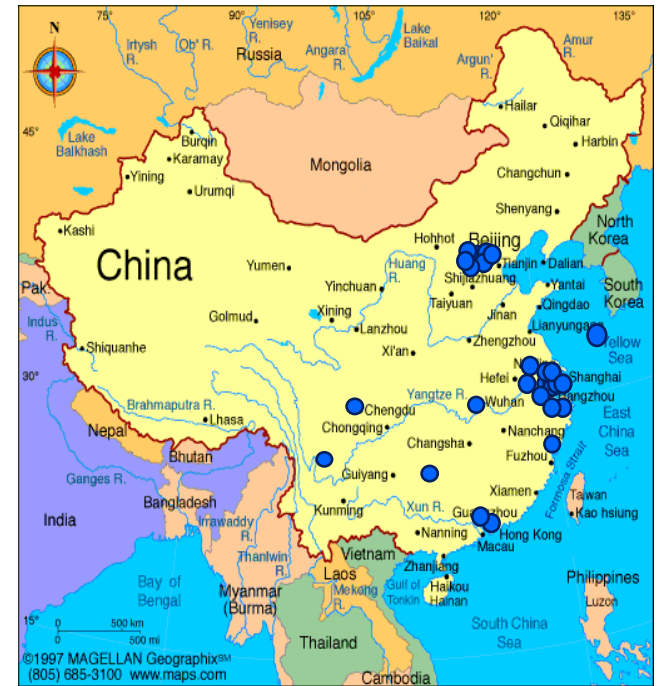 75°
90°
105°
120°
135°
N
Irtysh
R.
Ob' R.
Yenisey
R.
Russia
Angara
R.
Lake
Baikal
Argun'
R.
Amur
R.
45°
Lake
Balkhash
Burqin
Karamay
Yining
Urumqi
Mongolia
Hailar
Qiqihar
Harbin
Changchun
Shenyang
Kashi
China
Yumen
Hohhot
Beijing
Huang
R.
Tianjin
Dalian
North
Korea
Pak.
Indus
R.
Golmud
Yinchuan
Xining
Lanzhou
Shijiazhuang
Taiyuan
Jinan
Yantai
Qingdao
South
Korea
Shiquanhe
Xi'an
Zhengzhou
Lianyungang
Yellow
Sea
30°
Brahmaputra R.
Lhasa
Nepal
Bhutan
Ganges R.
Chengdu
Chongqing
Yangtze R.
Hefei
Wuhan
Shanghai
East
China
Sea
Changsha
Nanchang
Fuzhou
Guiyang
Kunming
Xun R.
Xiamen
Formosa Strait
Taiwan
Kao hsiung
India
Bangladesh
Irrawaddy
R.
Thanlwin
R.
Nanning
Hong Kong
Macau
Vietnam
Laos
Mekong
R.
Zhanjiang
Gulf of
Tonkin
Haikou
Hainan
Bay of
Bengal
Myanmar
(Burma)
Philippines
Luzon
15°
0
500 km
0
500 mi
Thailand
South China
Sea
Cambodia
©1997 MAGELLAN Geographix℠
(805) 685-3100 www.maps.com